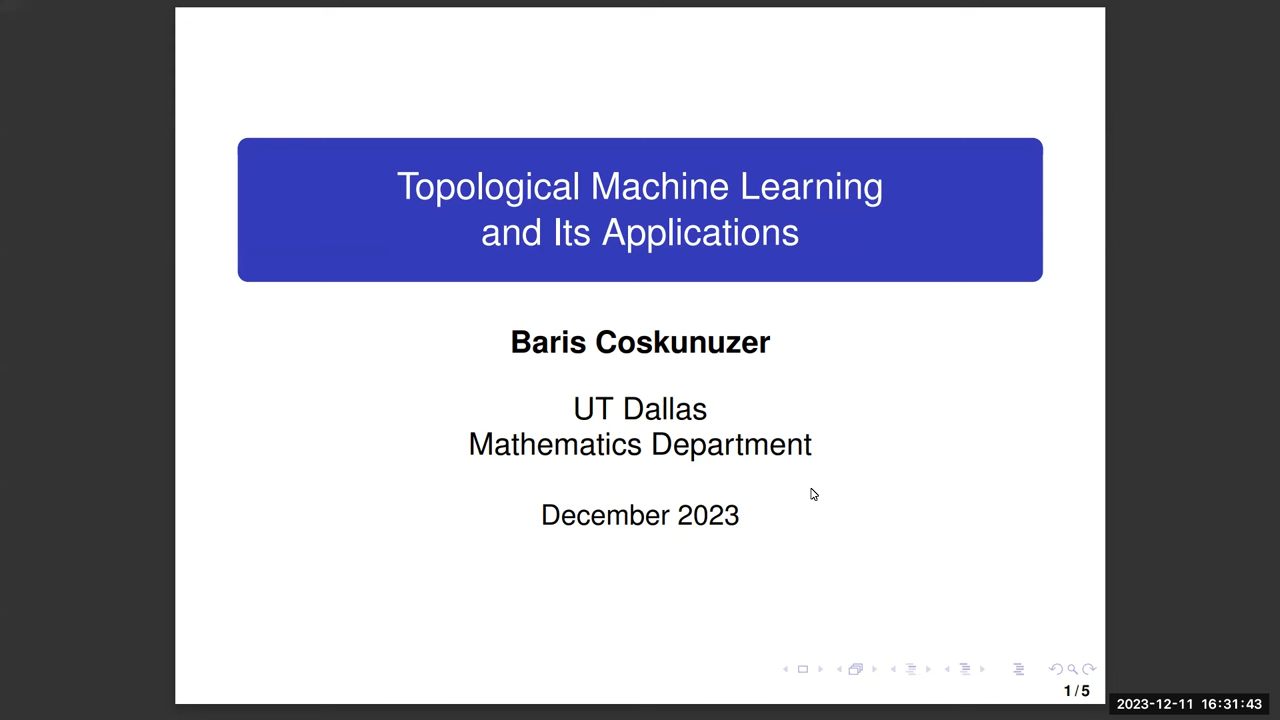 Topological Machine Learning
and Its Applications
Baris Coskunuzer
UT Dallas
Mathematics Department
December 2023
1 / 5
2023-12-11 16:31:43